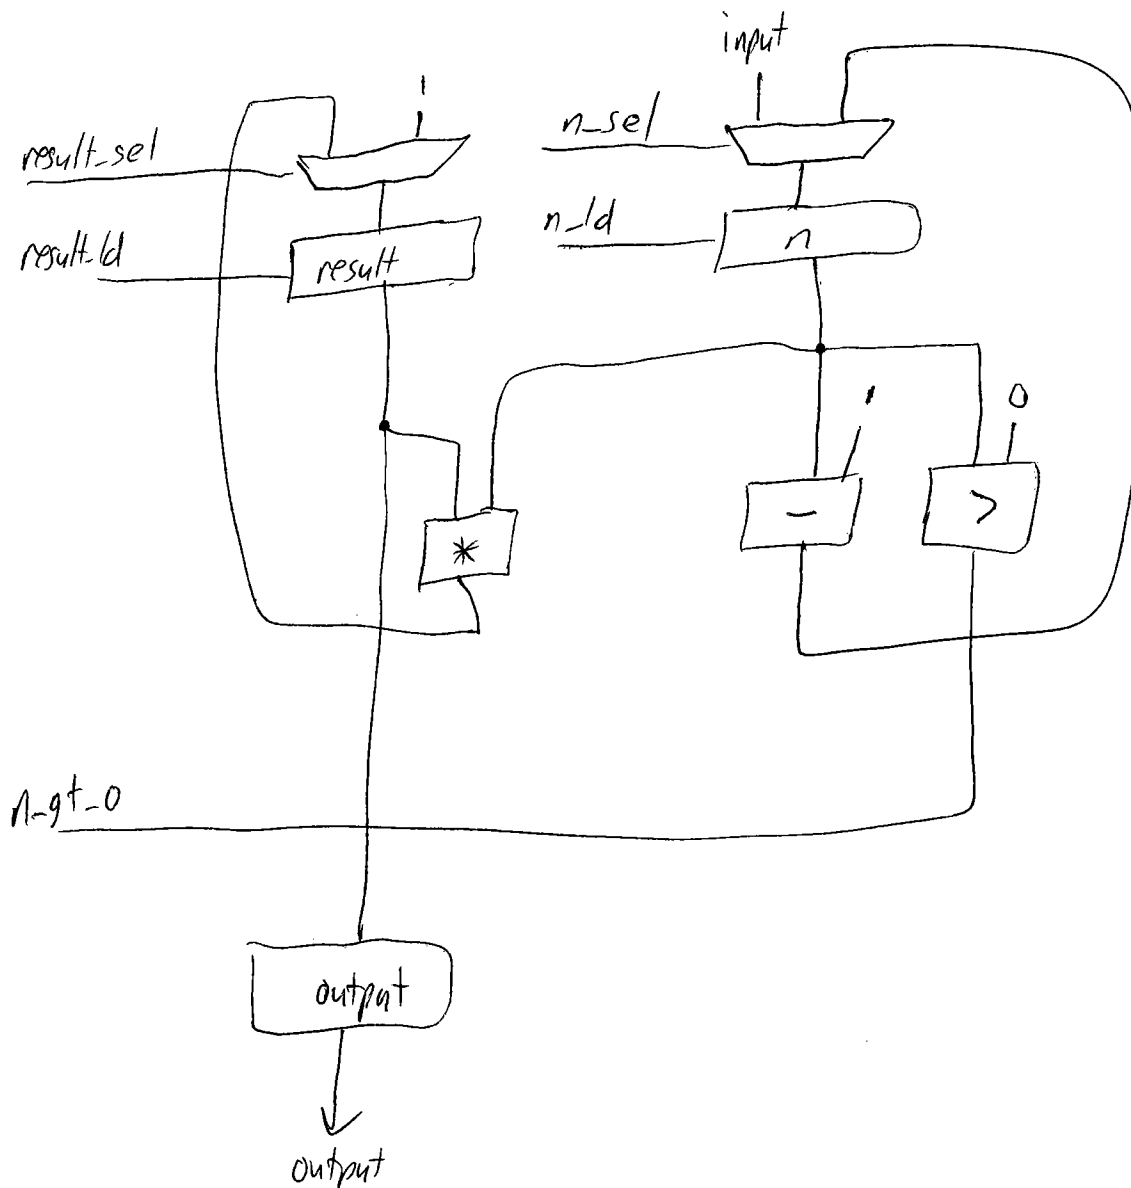 input
1
n_sel
result_sel
n_ld
n
result_ld
result
1
0
*
-
>
n_gt_0
output
output